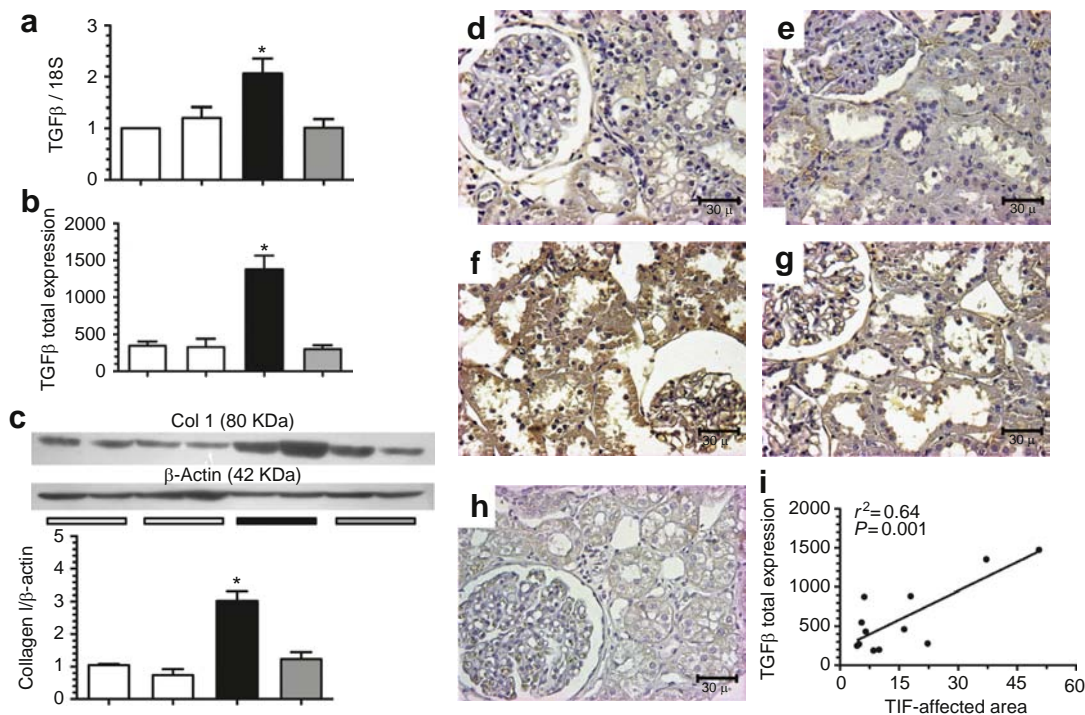 a
3
2
1
0
TGFβ / 18S
*
b
2000
1500
1000
500
0
TGFβ total expression
*
c
Col 1 (80 KDa)
β-Actin (42 KDa)
5
4
3
2
1
0
Collagen I/β-actin
*
d
30 μ
e
30 μ
f
30 μ
g
30 μ
h
30 μ
i
r²=0.64
P=0.001
2000
1500
1000
500
0
TGFβ total expression
0 15 30 45 60
TIF-affected area